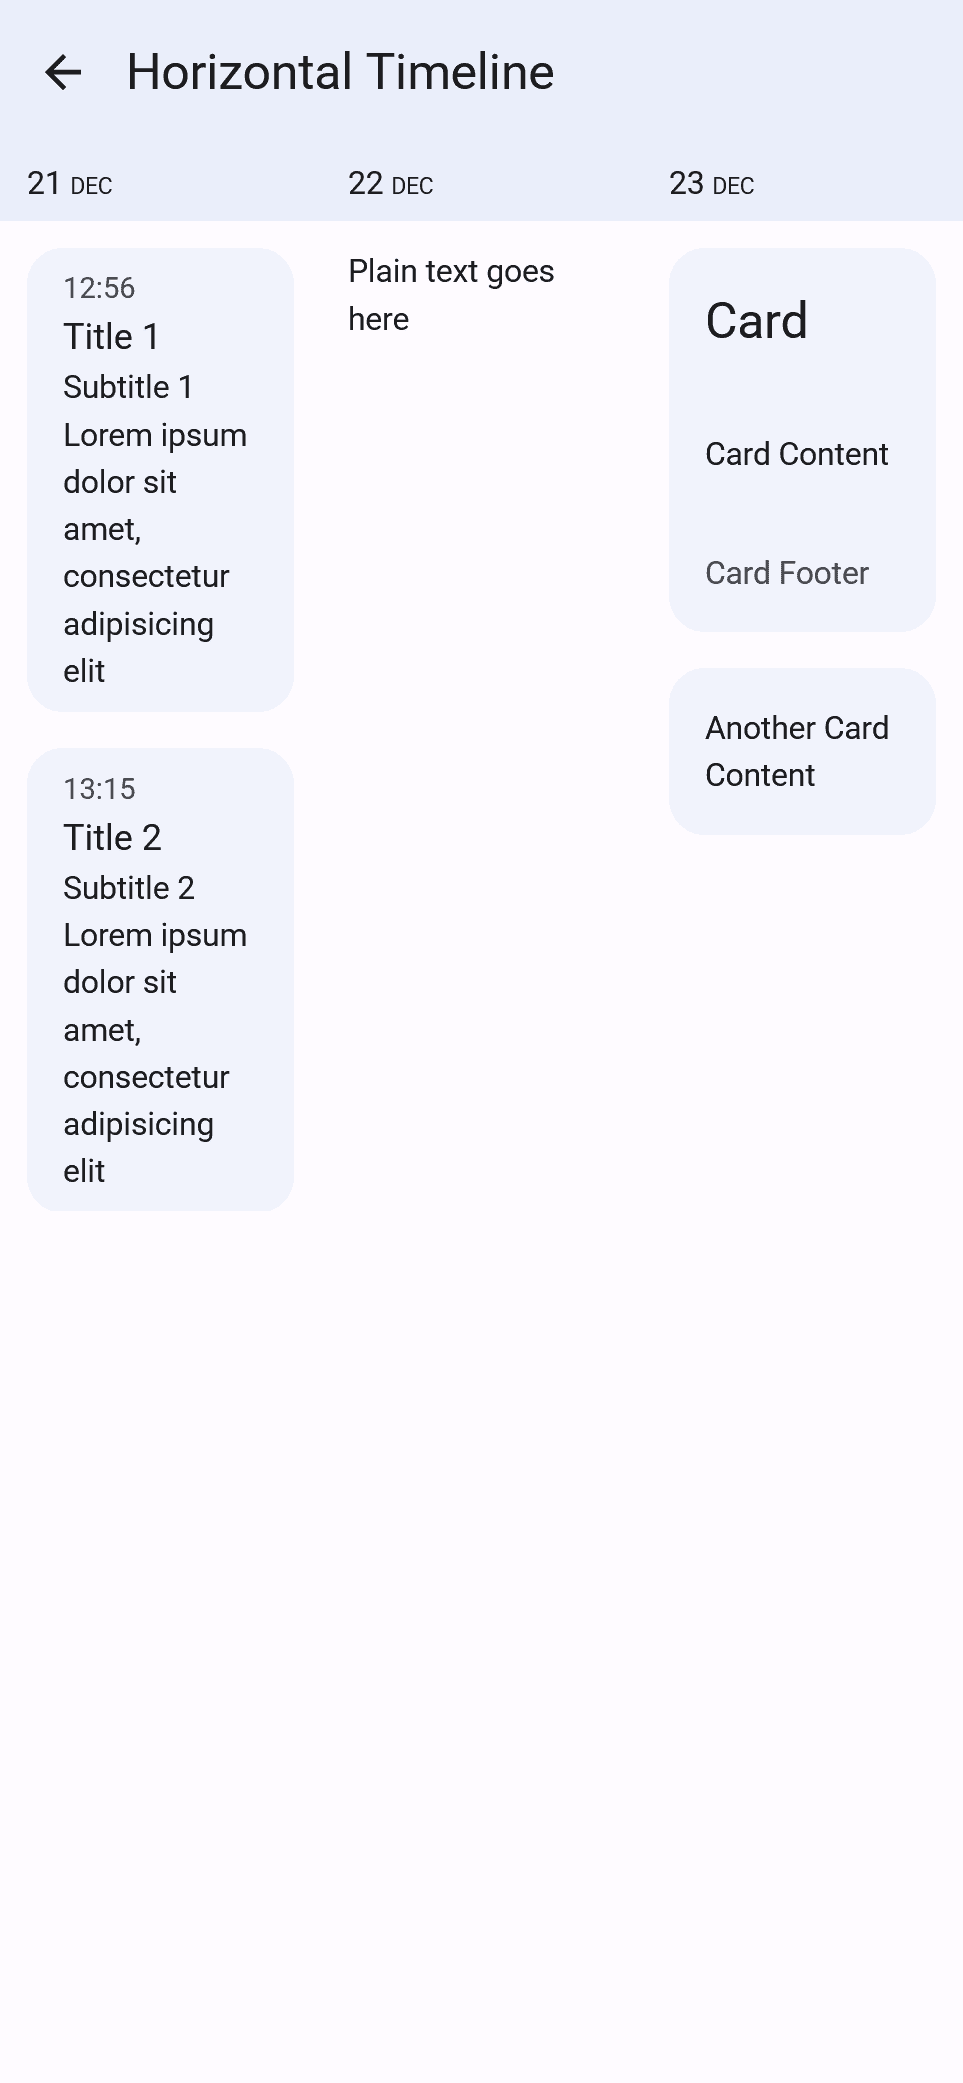 Horizontal Timeline
21 DEC
12:56
Title 1
Subtitle 1
Lorem ipsum
dolor sit
amet,
consectetur
adipisicing
elit
13:15
Title 2
Subtitle 2
Lorem ipsum
dolor sit
amet,
consectetur
adipisicing
elit
22 DEC
Plain text goes
here
23 DEC
Card
Card Content
Card Footer
Another Card
Content